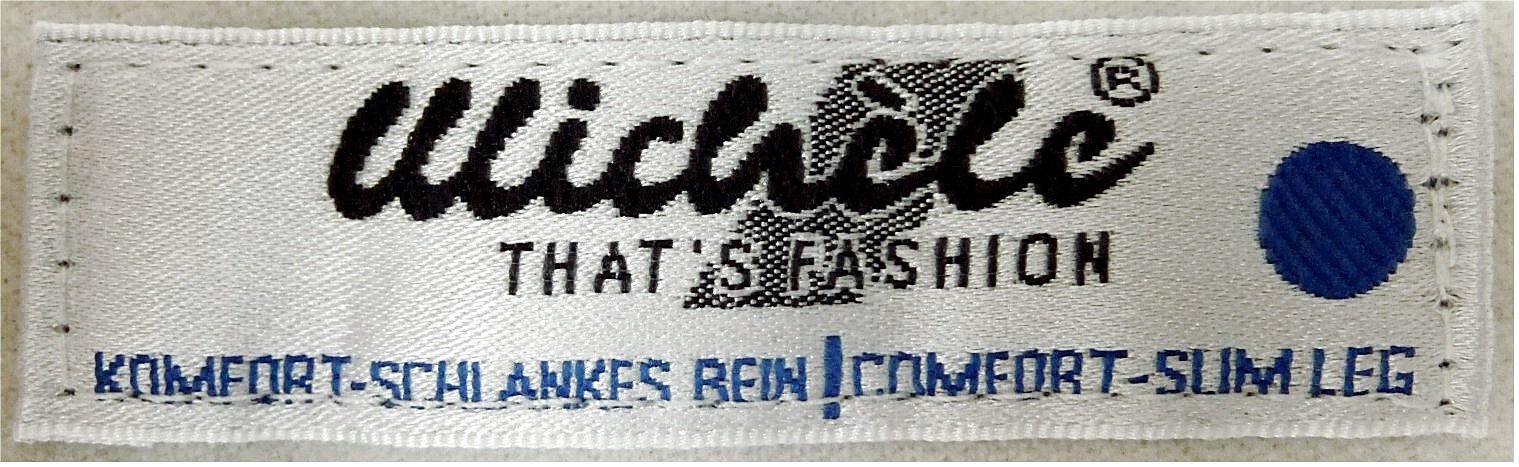 Michèle ®
THAT'S FASHION
KOMFORT-SCHLANKES BEIN ! COMFORT-SLIM LEG